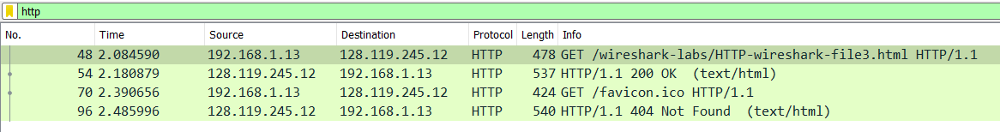 http
No. Time Source Destination Protocol Length Info
48 2.084590 192.168.1.13 128.119.245.12 HTTP 478 GET /wireshark-labs/HTTP-wireshark-file3.html HTTP/1.1
54 2.180879 128.119.245.12 192.168.1.13 HTTP 537 HTTP/1.1 200 OK (text/html)
70 2.390656 192.168.1.13 128.119.245.12 HTTP 424 GET /favicon.ico HTTP/1.1
96 2.485996 128.119.245.12 192.168.1.13 HTTP 540 HTTP/1.1 404 Not Found (text/html)